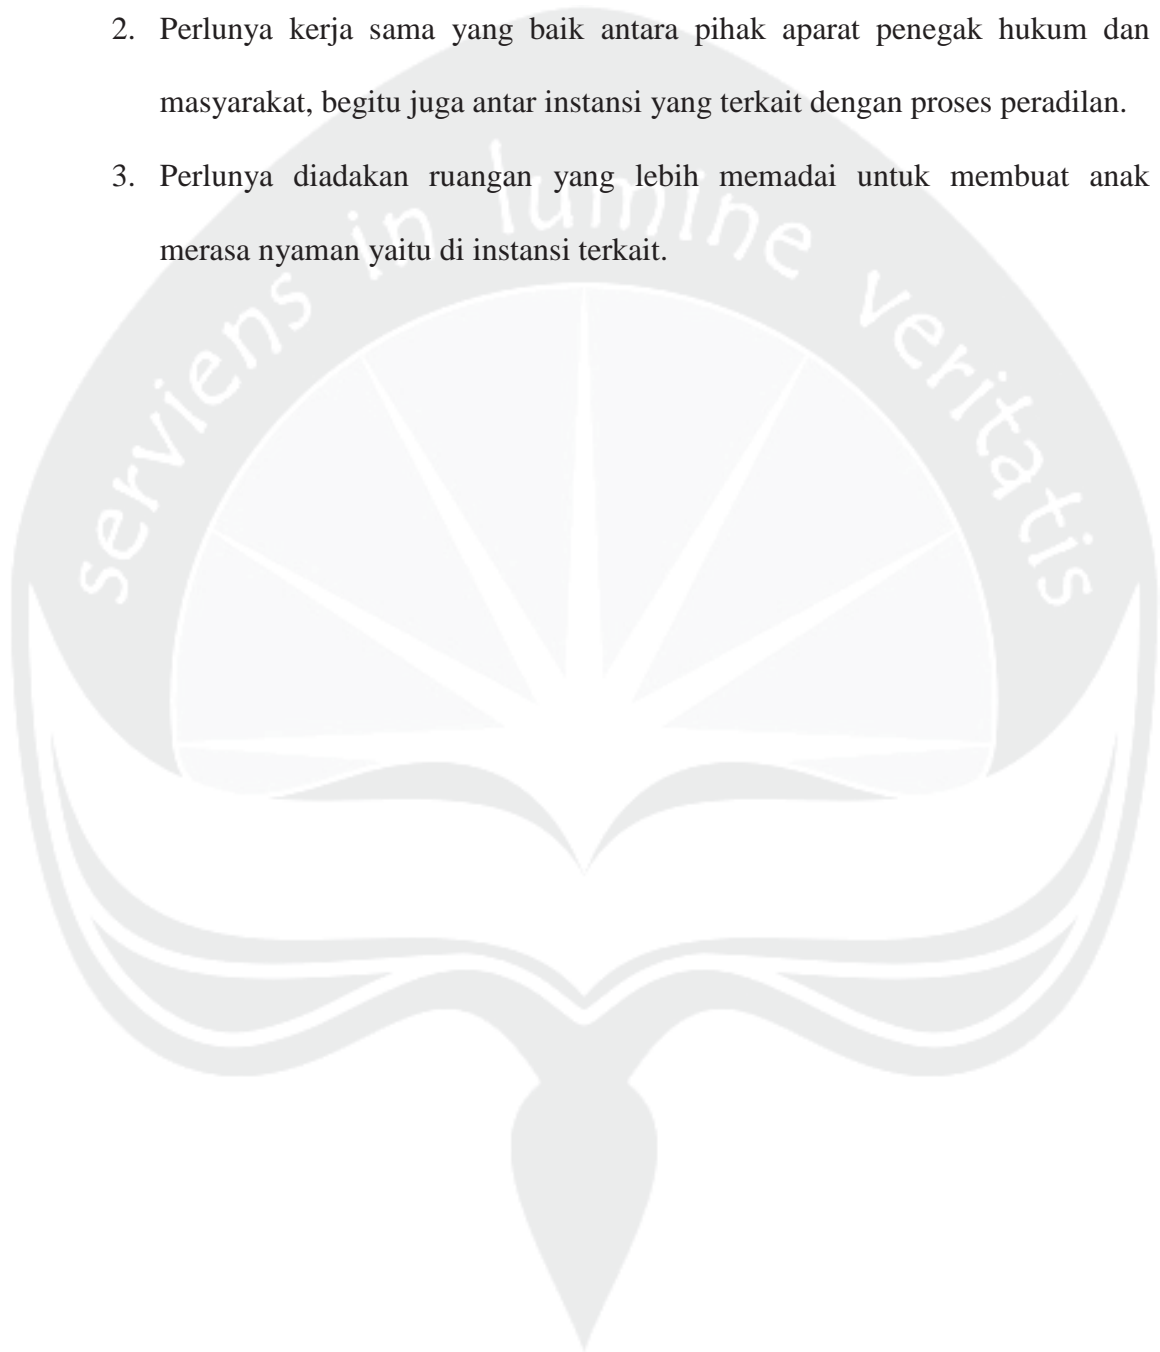 2. Perlunya kerja sama yang baik antara pihak aparat penegak hukum dan
masyarakat, begitu juga antar instansi yang terkait dengan proses peradilan.
3. Perlunya diadakan ruangan yang lebih memadai untuk membuat anak
merasa nyaman yaitu di instansi terkait.
serviens in lumine veritatis